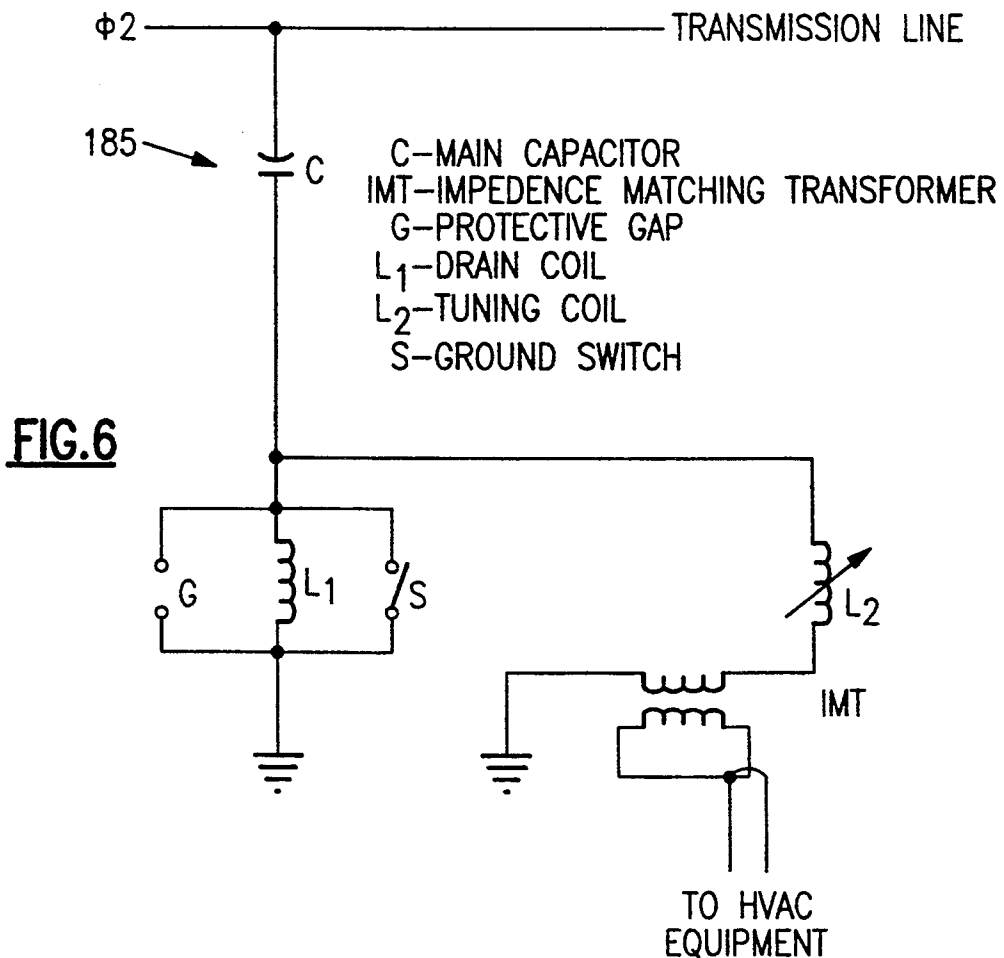 Φ2
TRANSMISSION LINE
185
C
C-MAIN CAPACITOR
IMT-IMPEDENCE MATCHING TRANSFORMER
G-PROTECTIVE GAP
L1-DRAIN COIL
L2-TUNING COIL
S-GROUND SWITCH
FIG.6
G
L1
S
L2
IMT
TO HVAC
EQUIPMENT